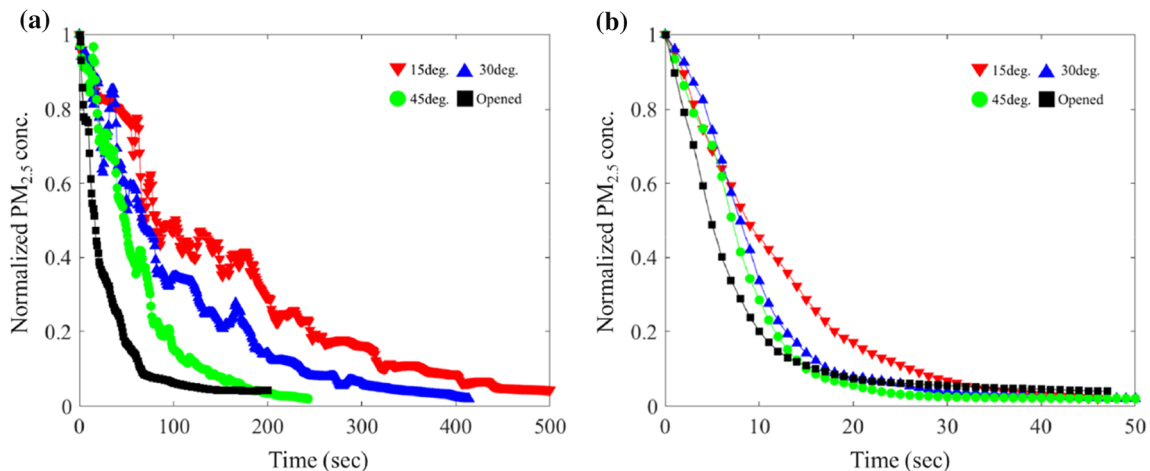 (a)
Normalized PM2.5 conc.
1
0.8
0.6
0.4
0.2
0
0 100 200 300 400 500
Time (sec)
15deg. 30deg.
45deg. Opened
(b)
Normalized PM2.5 conc.
1
0.8
0.6
0.4
0.2
0
0 10 20 30 40 50
Time (sec)
15deg. 30deg.
45deg. Opened